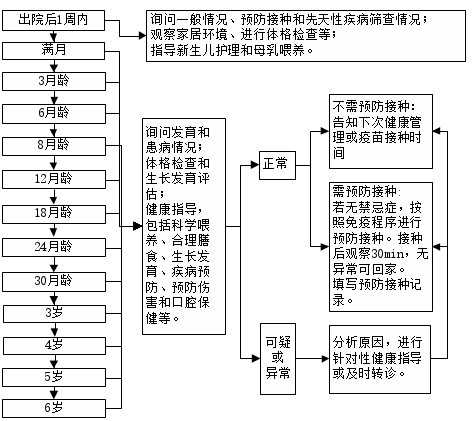 出院后1周内
询问一般情况、预防接种和先天性疾病筛查情况；
观察家居环境、进行体格检查等；
指导新生儿护理和母乳喂养。
满月
3月龄
6月龄
8月龄
12月龄
18月龄
24月龄
30月龄
3岁
4岁
5岁
6岁
询问发育和
患病情况；
体格检查和
生长发育评
估；
健康指导，
包括科学喂
养、合理膳
食、生长发
育、疾病预
防、预防伤
害和口腔保
健等。
正常
可疑
或
异常
不需预防接种：
告知下次健康管
理或疫苗接种时
间
需预防接种:
若无禁忌症，按
照免疫程序进行
预防接种。接种
后观察30min，无
异常可回家。
填写预防接种记
录。
分析原因，进行
针对性健康指导
或及时转诊。